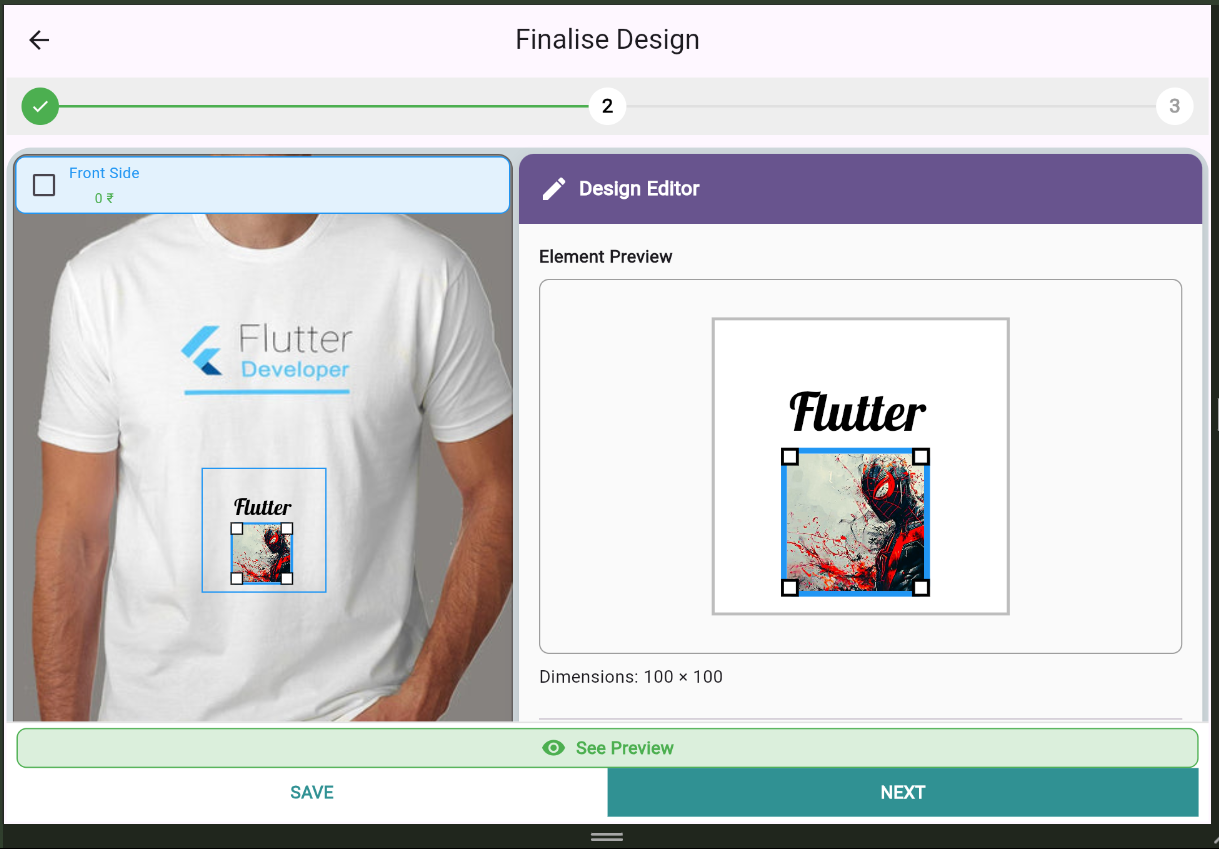 Finalise Design
2
3
Front Side
0 ₹
Flutter
Developer
Flutter
Design Editor
Element Preview
Flutter
Dimensions: 100 × 100
See Preview
SAVE
NEXT